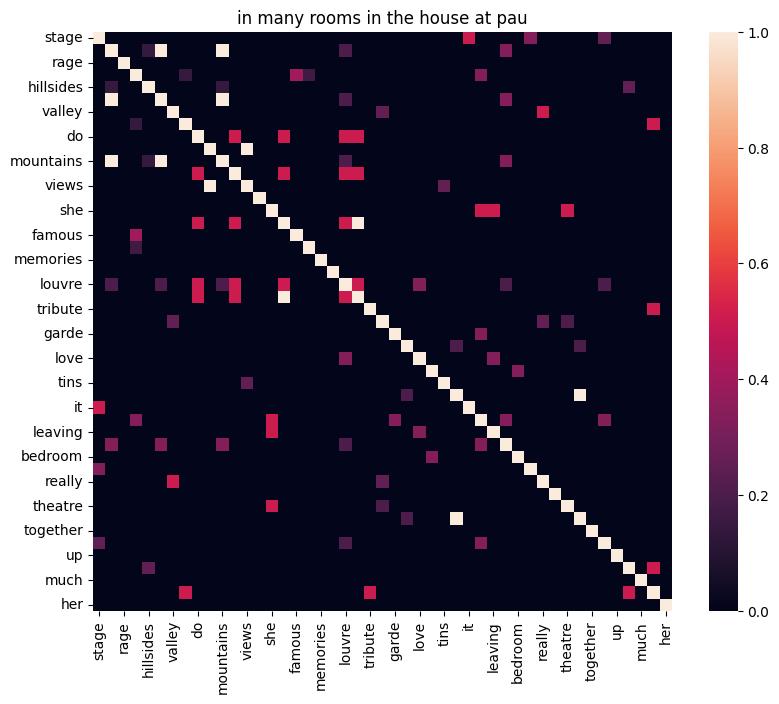 in many rooms in the house at pau
stage
rage
hillsides
valley
do
mountains
views
she
famous
memories
louvre
tribute
garde
love
tins
it
leaving
bedroom
really
theatre
together
up
much
her
1.0
0.8
0.6
0.4
0.2
0.0
stage
rage
hillsides
valley
do
mountains
views
she
famous
memories
louvre
tribute
garde
love
tins
it
leaving
bedroom
really
theatre
together
up
much
her